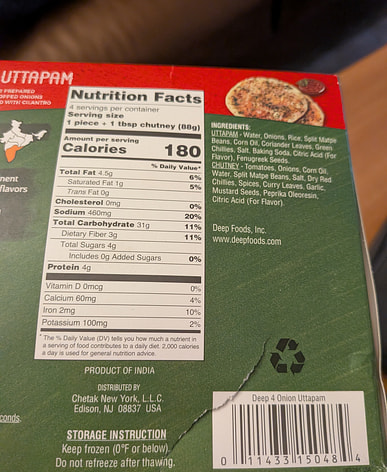 UTTAPAM
PREPARED
OPPED ONIONS
D WITH CILANTRO
nent
flavors
conds.
Nutrition Facts
4 servings per container
Serving size
1 piece + 1 tbsp chutney (88g)
Amount per serving
Calories 180
% Daily Value*
Total Fat 4.5g 6%
Saturated Fat 1g 5%
Trans Fat 0g
Cholesterol 0mg 0%
Sodium 460mg 20%
Total Carbohydrate 31g 11%
Dietary Fiber 3g 11%
Total Sugars 4g
Includes 0g Added Sugars 0%
Protein 4g
Vitamin D 0mcg 0%
Calcium 60mg 4%
Iron 2mg 10%
Potassium 100mg 2%
* The % Daily Value (DV) tells you how much a nutrient in
a serving of food contributes to a daily diet. 2,000 calories
a day is used for general nutrition advice.
PRODUCT OF INDIA
DISTRIBUTED BY
Chetak New York, L.L.C.
Edison, NJ 08837 USA
STORAGE INSTRUCTION
Keep frozen (0°F or below).
Do not refreeze after thawing.
INGREDIENTS:
UTTAPAM - Water, Onions, Rice, Split Matpe
Beans, Corn Oil, Coriander Leaves, Green
Chillies, Salt, Baking Soda, Citric Acid (For
Flavor), Fenugreek Seeds.
CHUTNEY - Tomatoes, Onions, Corn Oil,
Water, Split Matpe Beans, Salt, Dry Red
Chillies, Spices, Curry Leaves, Garlic,
Mustard Seeds, Paprika Oleoresin,
Citric Acid (For Flavor).
Deep Foods, Inc.
www.deepfoods.com
Deep 4 Onion Uttapam
0 11433 15048 4